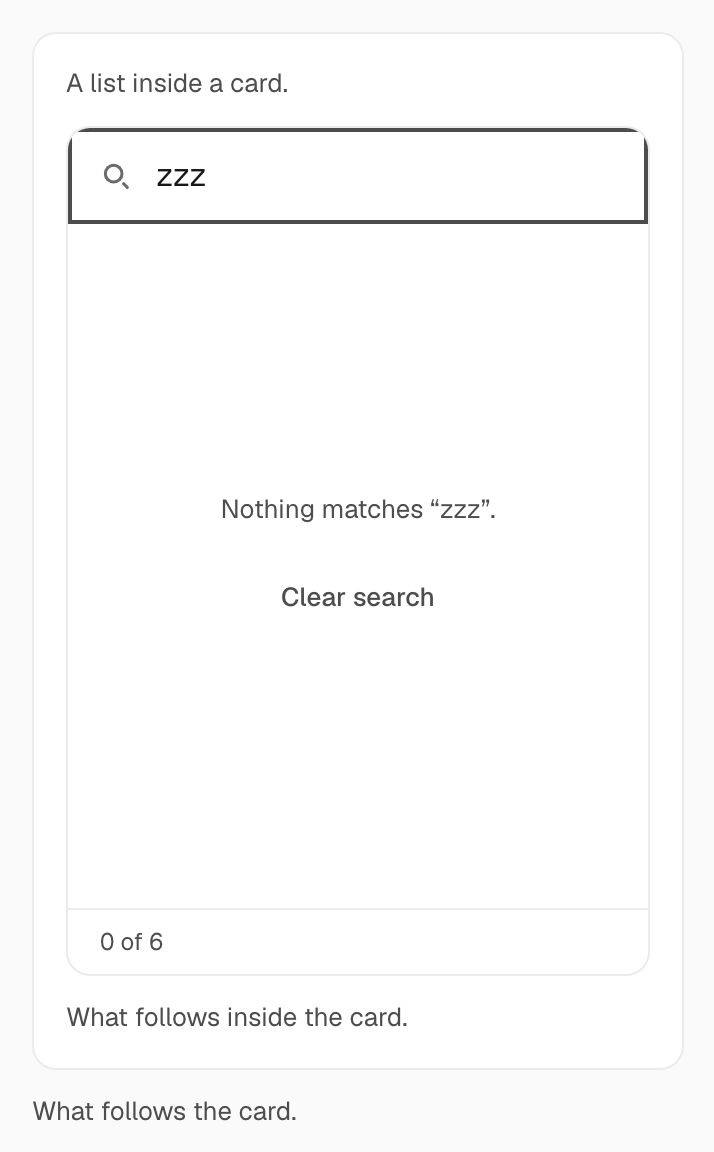 A list inside a card.
zzz
Nothing matches “zzz”.
Clear search
0 of 6
What follows inside the card.
What follows the card.